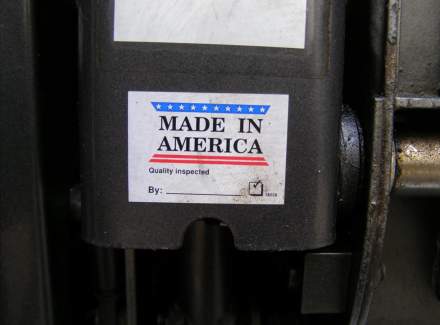 MADE IN
AMERICA
Quality inspected
By: